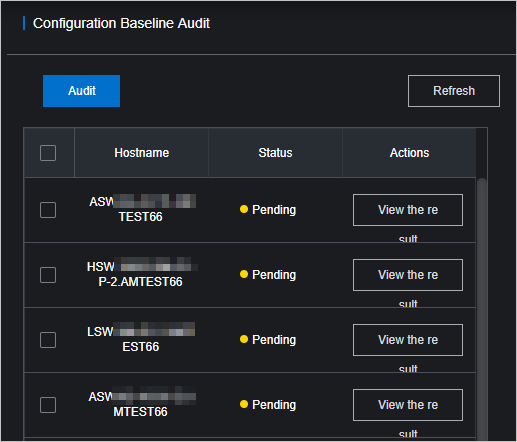 Configuration Baseline Audit
Audit
Refresh
Hostname Status Actions
ASW
TEST66
Pending
View the re
sult
HSW
P-2.AMTEST66
Pending
View the re
sult
LSW
EST66
Pending
View the re
sult
ASW
MTEST66
Pending
View the re